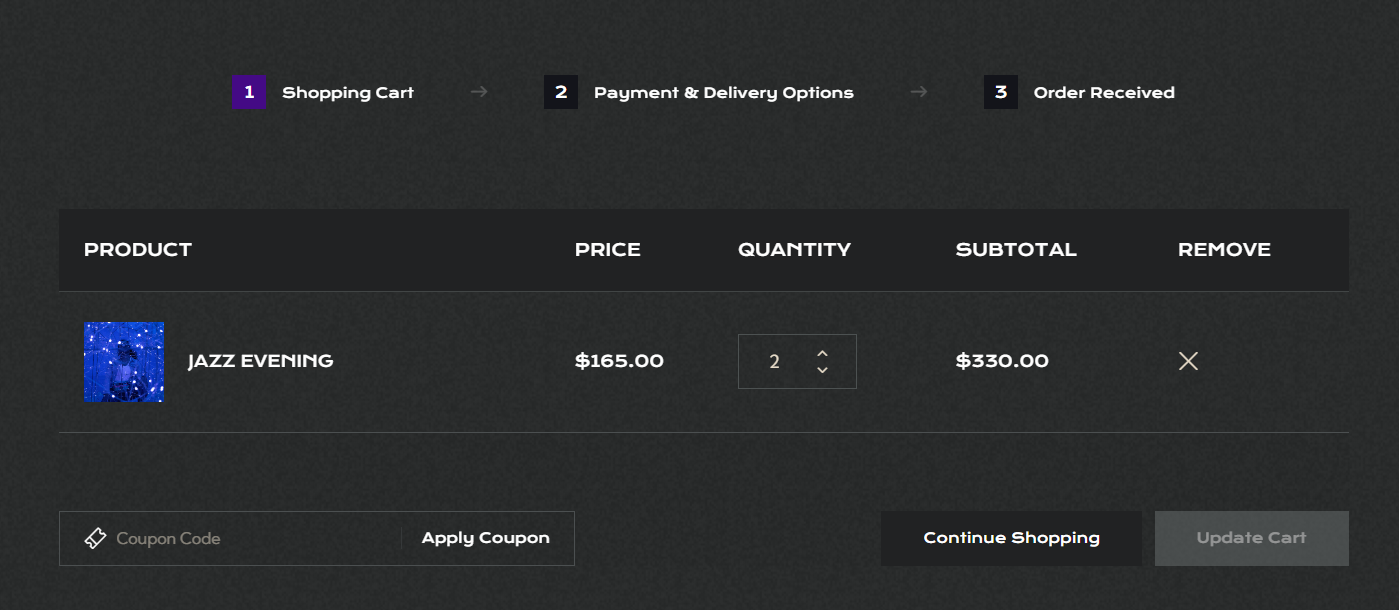 1 Shopping Cart → 2 Payment & Delivery Options → 3 Order Received
PRODUCT PRICE QUANTITY SUBTOTAL REMOVE
JAZZ EVENING $165.00 2 $330.00
Coupon Code Apply Coupon Continue Shopping Update Cart